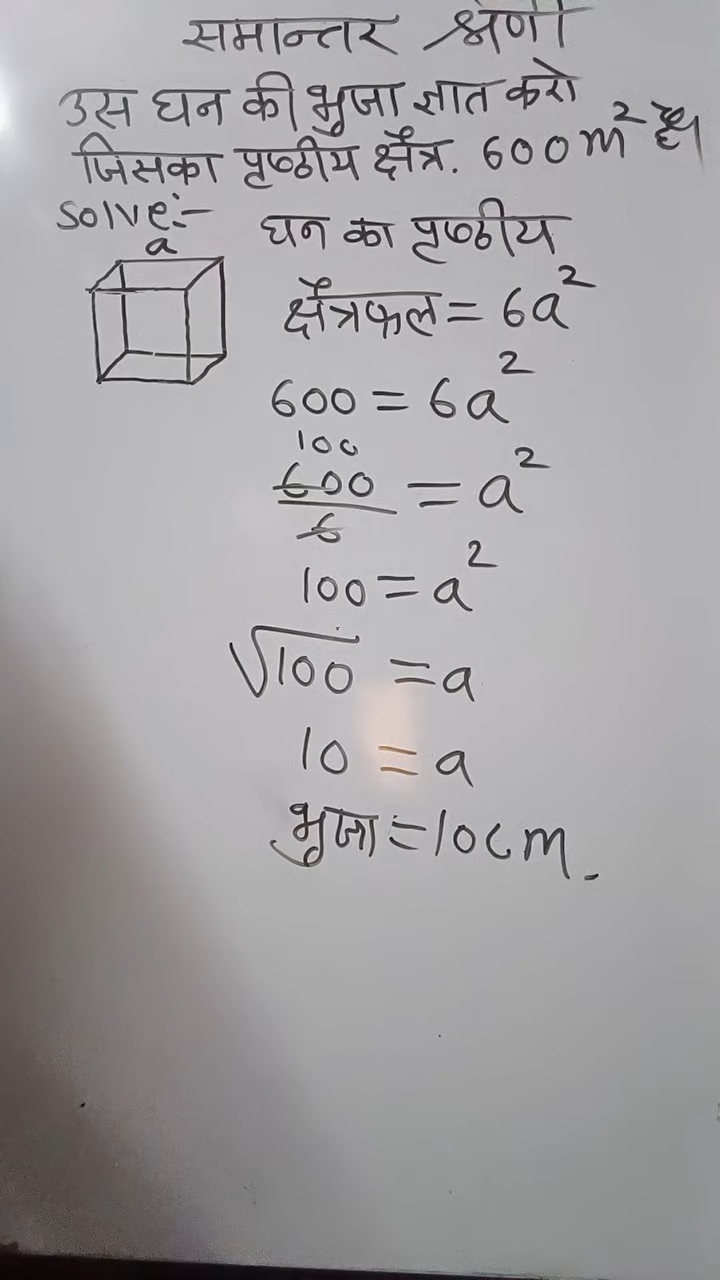 समान्तर श्रेणी
उस घन की भुजा ज्ञात करो
जिसका पृष्ठीय क्षैत्र. 600m² है।
Solve:-
a
घन का पृष्ठीय
क्षैत्रफल = 6a²
600 = 6a²
100
600/6 = a²
100 = a²
√100 = a
10 = a
भुजा = 10cm.